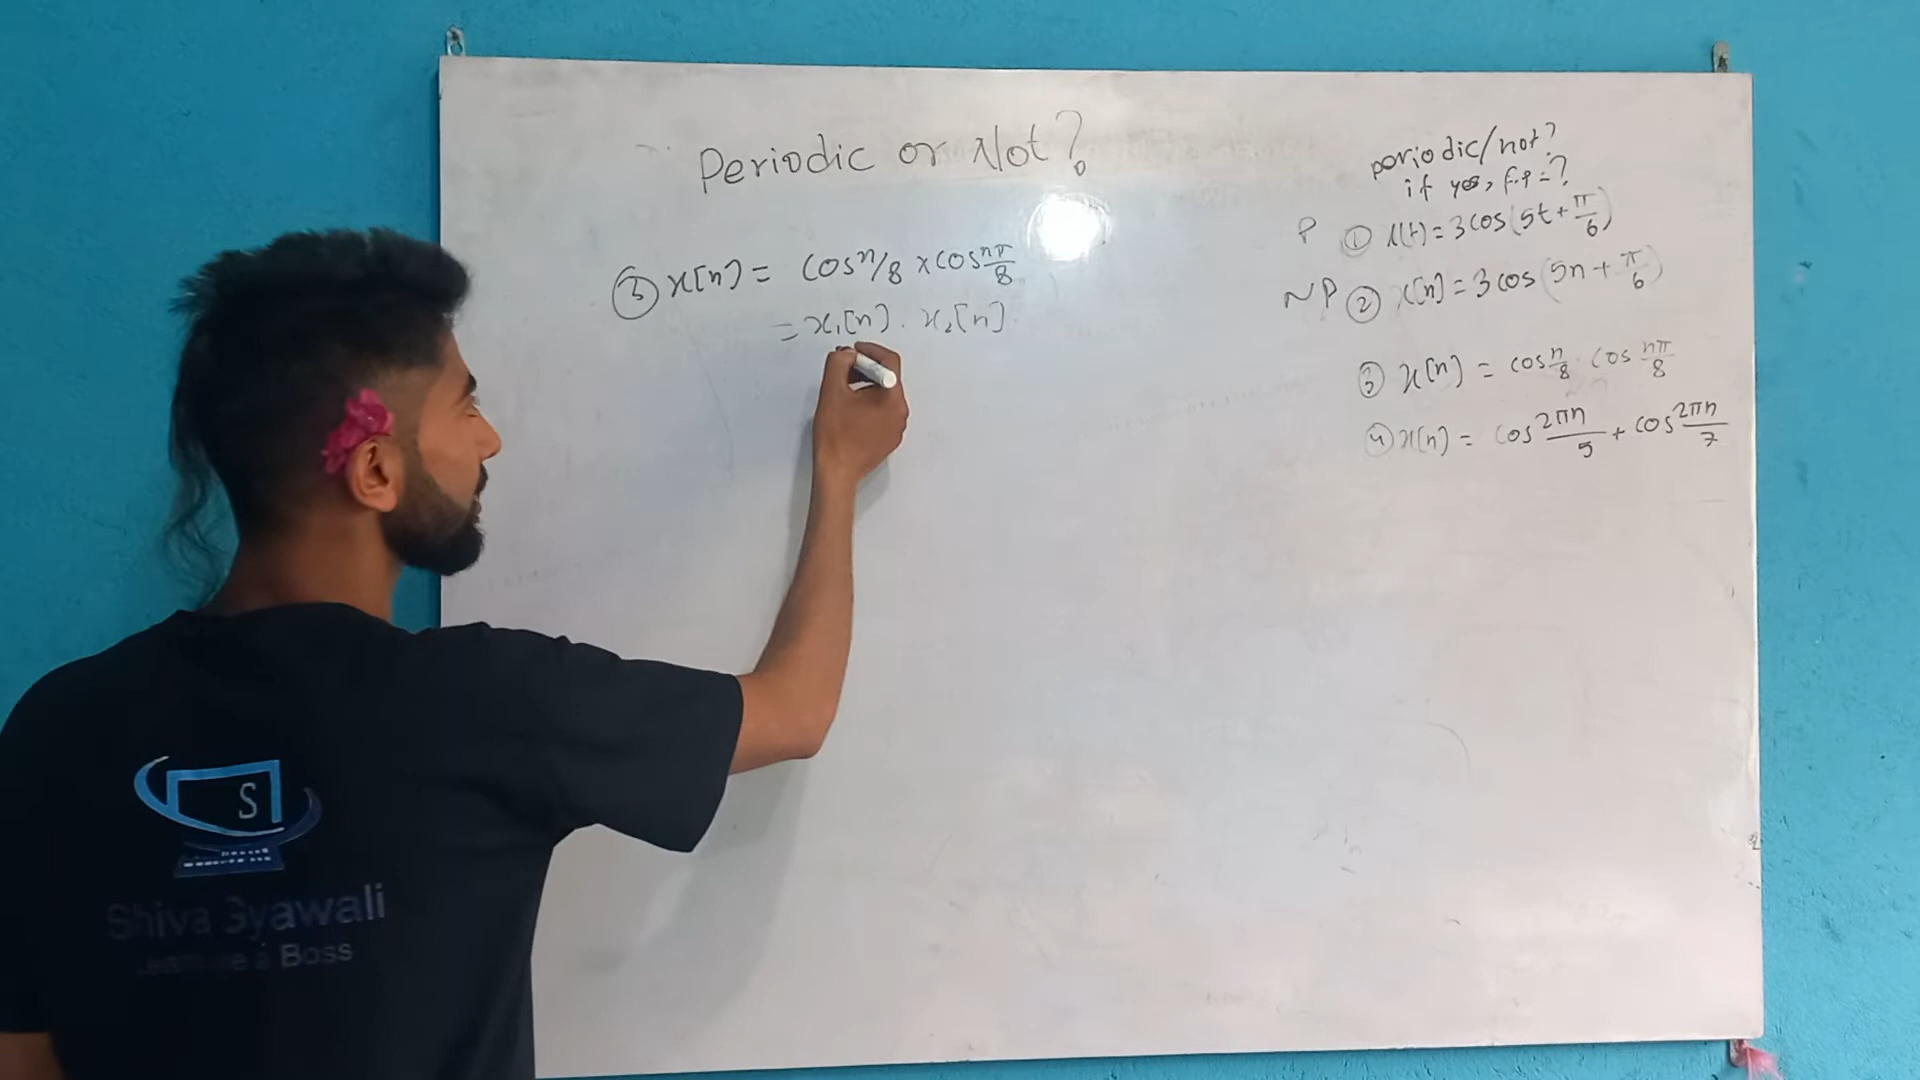 Periodic or Not?
③ x[n] = cos n/8 × cos nπ/8
= x₁[n] . x₂[n]
periodic/not?
if yes, f.p = ?
P ① x(t) = 3cos(5t + π/6)
NP ② x[n] = 3cos(5n + π/6)
③ x[n] = cos n/8 . cos nπ/8
④ x[n] = cos 2πn/5 + cos 2πn/7
S
Shiva Gyawali
Boss